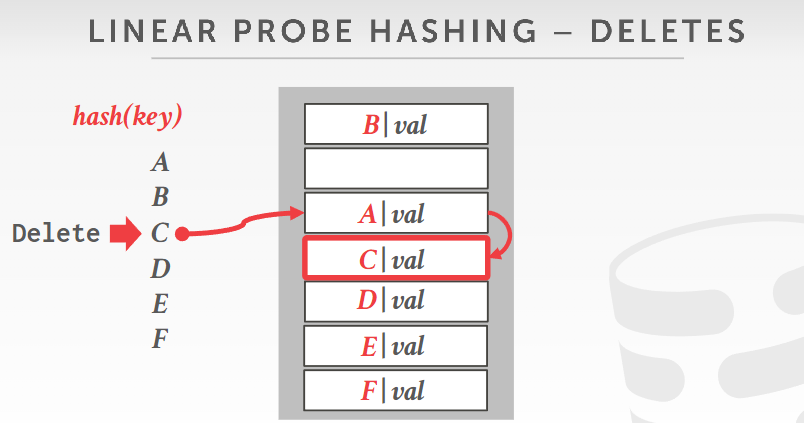 LINEAR PROBE HASHING – DELETES
hash(key)
A
B
Delete C
D
E
F
B|val
A|val
C|val
D|val
E|val
F|val